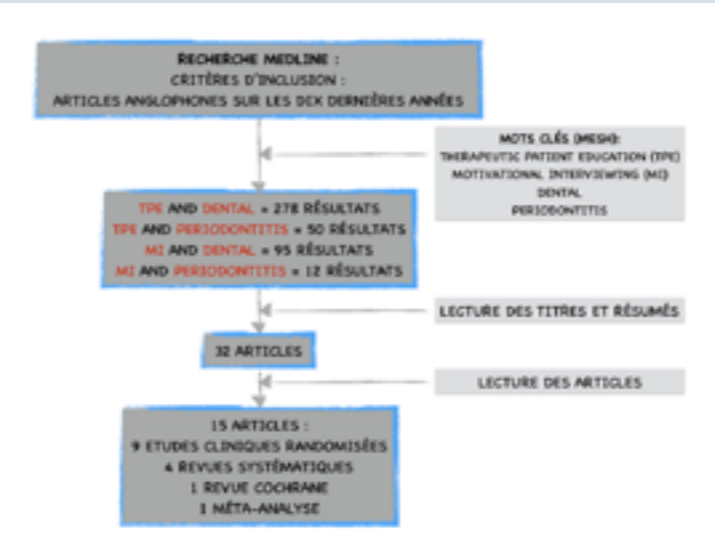 RECHERCHE MEDLINE :
CRITÈRES D'INCLUSION :
ARTICLES ANGLOPHONES SUR LES DIX DERNIÈRES ANNÉES
MOTS CLÉS (MESH):
THERAPEUTIC PATIENT EDUCATION (TPE)
MOTIVATIONAL INTERVIEWING (MI)
DENTAL
PERIODONTITIS
TPE AND DENTAL = 278 RÉSULTATS
TPE AND PERIODONTITIS = 50 RÉSULTATS
MI AND DENTAL = 95 RÉSULTATS
MI AND PERIODONTITIS = 12 RÉSULTATS
LECTURE DES TITRES ET RÉSUMÉS
32 ARTICLES
LECTURE DES ARTICLES
15 ARTICLES :
9 ETUDES CLINIQUES RANDOMISÉES
4 REVUES SYSTÉMATIQUES
1 REVUE COCHRANE
1 MÉTA-ANALYSE